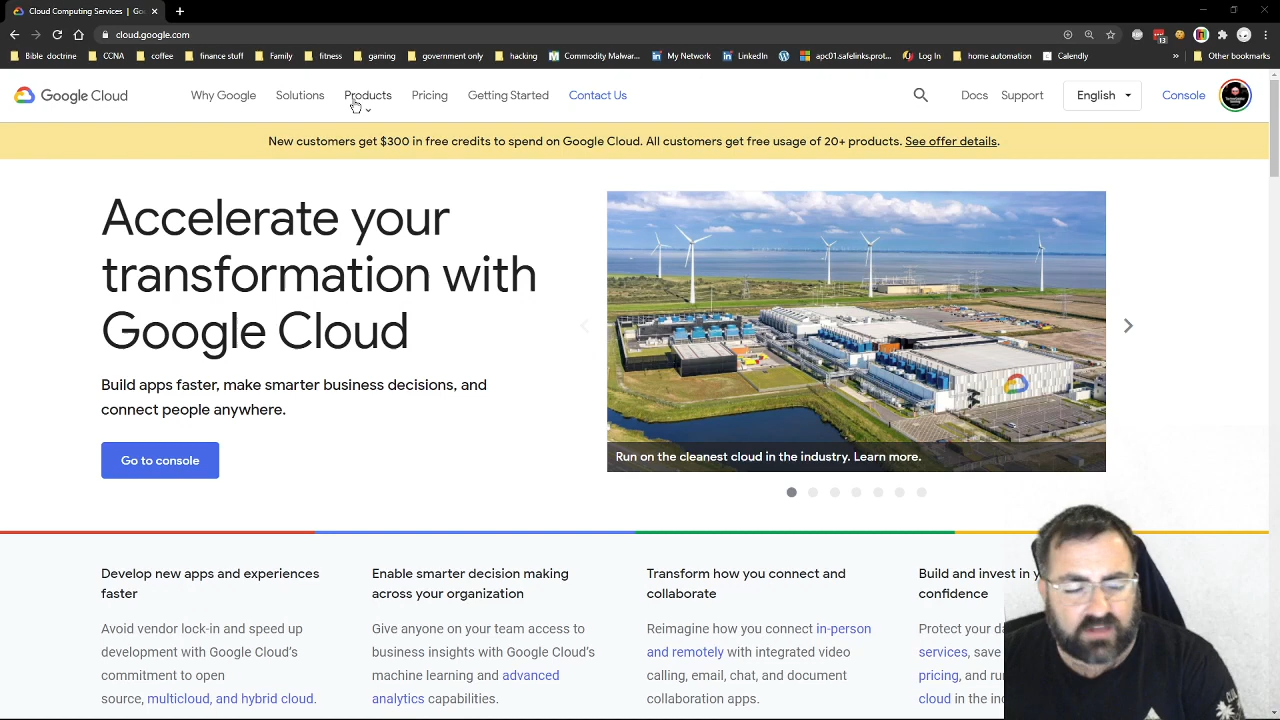 Cloud Computing Services | Go
cloud.google.com
13
Bible doctrine
CCNA
coffee
finance stuff
Family
fitness
gaming
government only
hacking
Commodity Malwar...
My Network
LinkedIn
apc01.safelinks.prot...
Log In
home automation
Calendly
»
Other bookmarks
Google Cloud
Why Google
Solutions
Products
Pricing
Getting Started
Contact Us
Docs
Support
English
Console
New customers get $300 in free credits to spend on Google Cloud. All customers get free usage of 20+ products. See offer details.
Accelerate your
transformation with
Google Cloud
Build apps faster, make smarter business decisions, and
connect people anywhere.
Go to console
Run on the cleanest cloud in the industry. Learn more.
Develop new apps and experiences
faster
Avoid vendor lock-in and speed up
development with Google Cloud's
commitment to open
source, multicloud, and hybrid cloud.
Enable smarter decision making
across your organization
Give anyone on your team access to
business insights with Google Cloud's
machine learning and advanced
analytics capabilities.
Transform how you connect and
collaborate
Reimagine how you connect in-person
and remotely with integrated video
calling, email, chat, and document
collaboration apps.
Build and invest in
confidence
Protect your
services, save
pricing, and
cloud in the